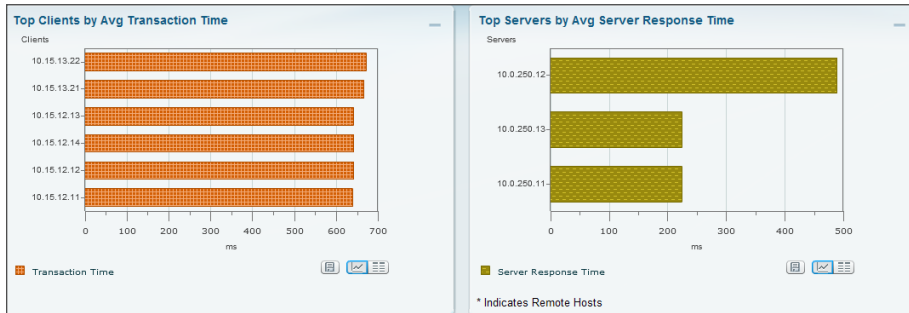 Top Clients by Avg Transaction Time
Clients
10.15.13.22
10.15.13.21
10.15.12.13
10.15.12.14
10.15.12.12
10.15.12.11
0 100 200 300 400 500 600 700
ms
Transaction Time
Top Servers by Avg Server Response Time
Servers
10.0.250.12
10.0.250.13
10.0.250.11
0 100 200 300 400 500
ms
Server Response Time
* Indicates Remote Hosts